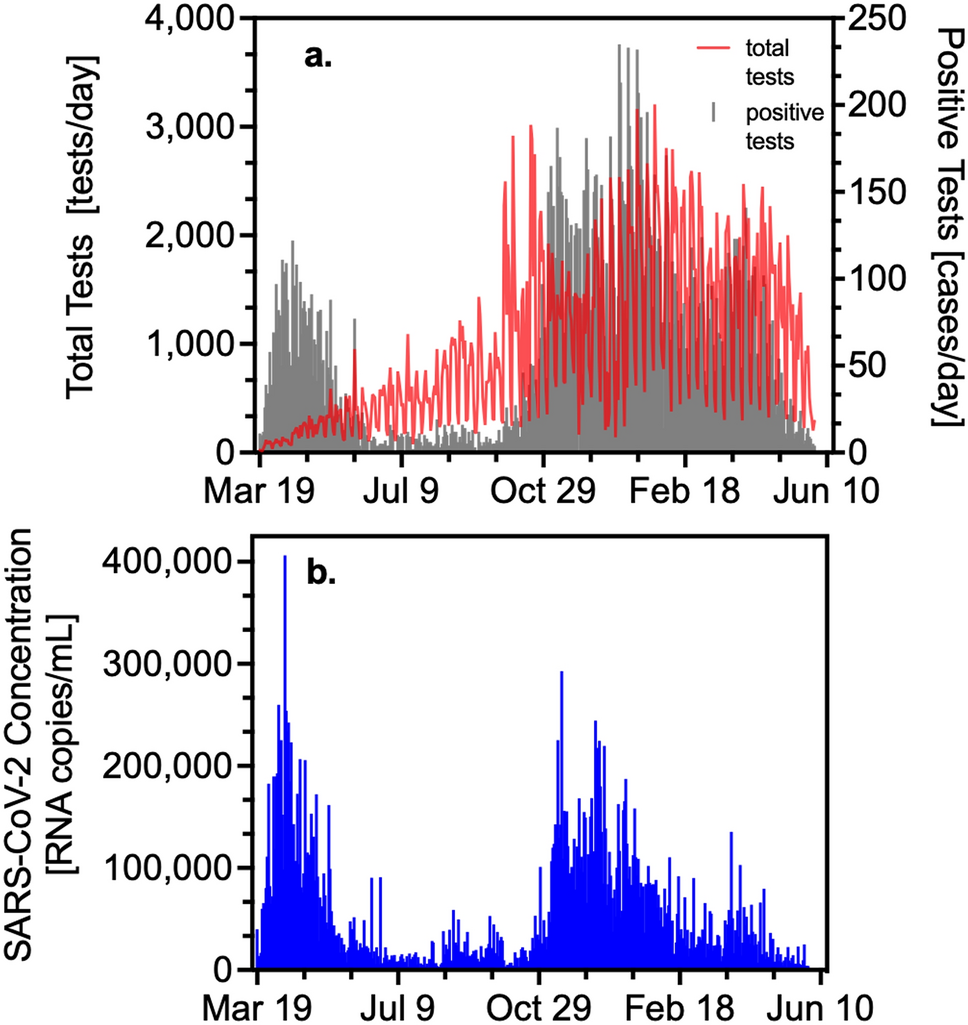 a.
Total Tests [tests/day]
4,000
3,000
2,000
1,000
0
total
tests
positive
tests
250
200
150
100
50
0
Positive Tests [cases/day]
Mar 19 Jul 9 Oct 29 Feb 18 Jun 10
b.
SARS-CoV-2 Concentration
[RNA copies/mL]
400,000
300,000
200,000
100,000
0
Mar 19 Jul 9 Oct 29 Feb 18 Jun 10